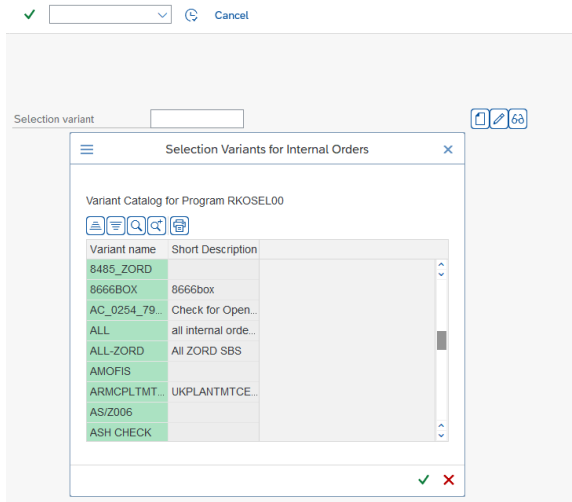 Cancel
Selection variant
Selection Variants for Internal Orders
Variant Catalog for Program RKOSEL00
Variant name Short Description
8485_ZORD
8666BOX 8666box
AC_0254_79... Check for Open...
ALL all internal orde...
ALL-ZORD All ZORD SBS
AMOFIS
ARMCPLTMT... UKPLANTMTCE...
AS/Z006
ASH CHECK